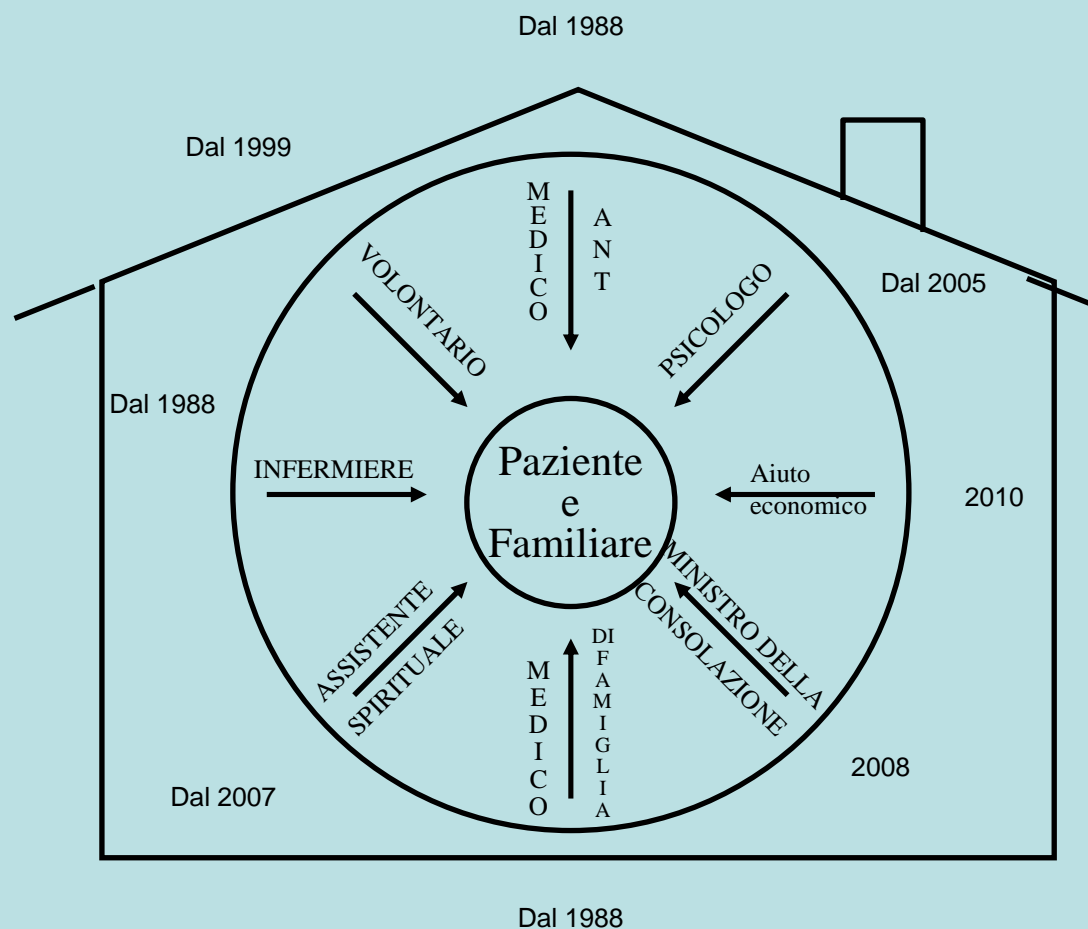 Dal 1988
Dal 1999
MEDICO
ANT
VOLONTARIO
PSICOLOGO
Dal 2005
Dal 1988
INFERMIERE
Paziente
e
Familiare
Aiuto
economico
2010
ASSISTENTE
SPIRITUALE
MEDICO
DI FAMIGLIA
MINISTRO DELLA
CONSOLAZIONE
2008
Dal 2007
Dal 1988